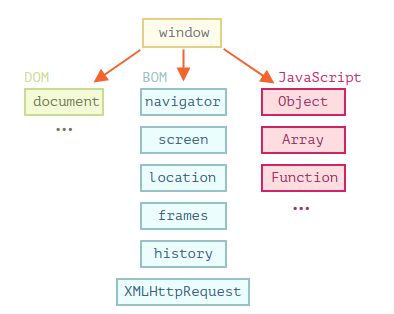 window
DOM
document
...
BOM
navigator
screen
location
frames
history
XMLHttpRequest
JavaScript
Object
Array
Function
...